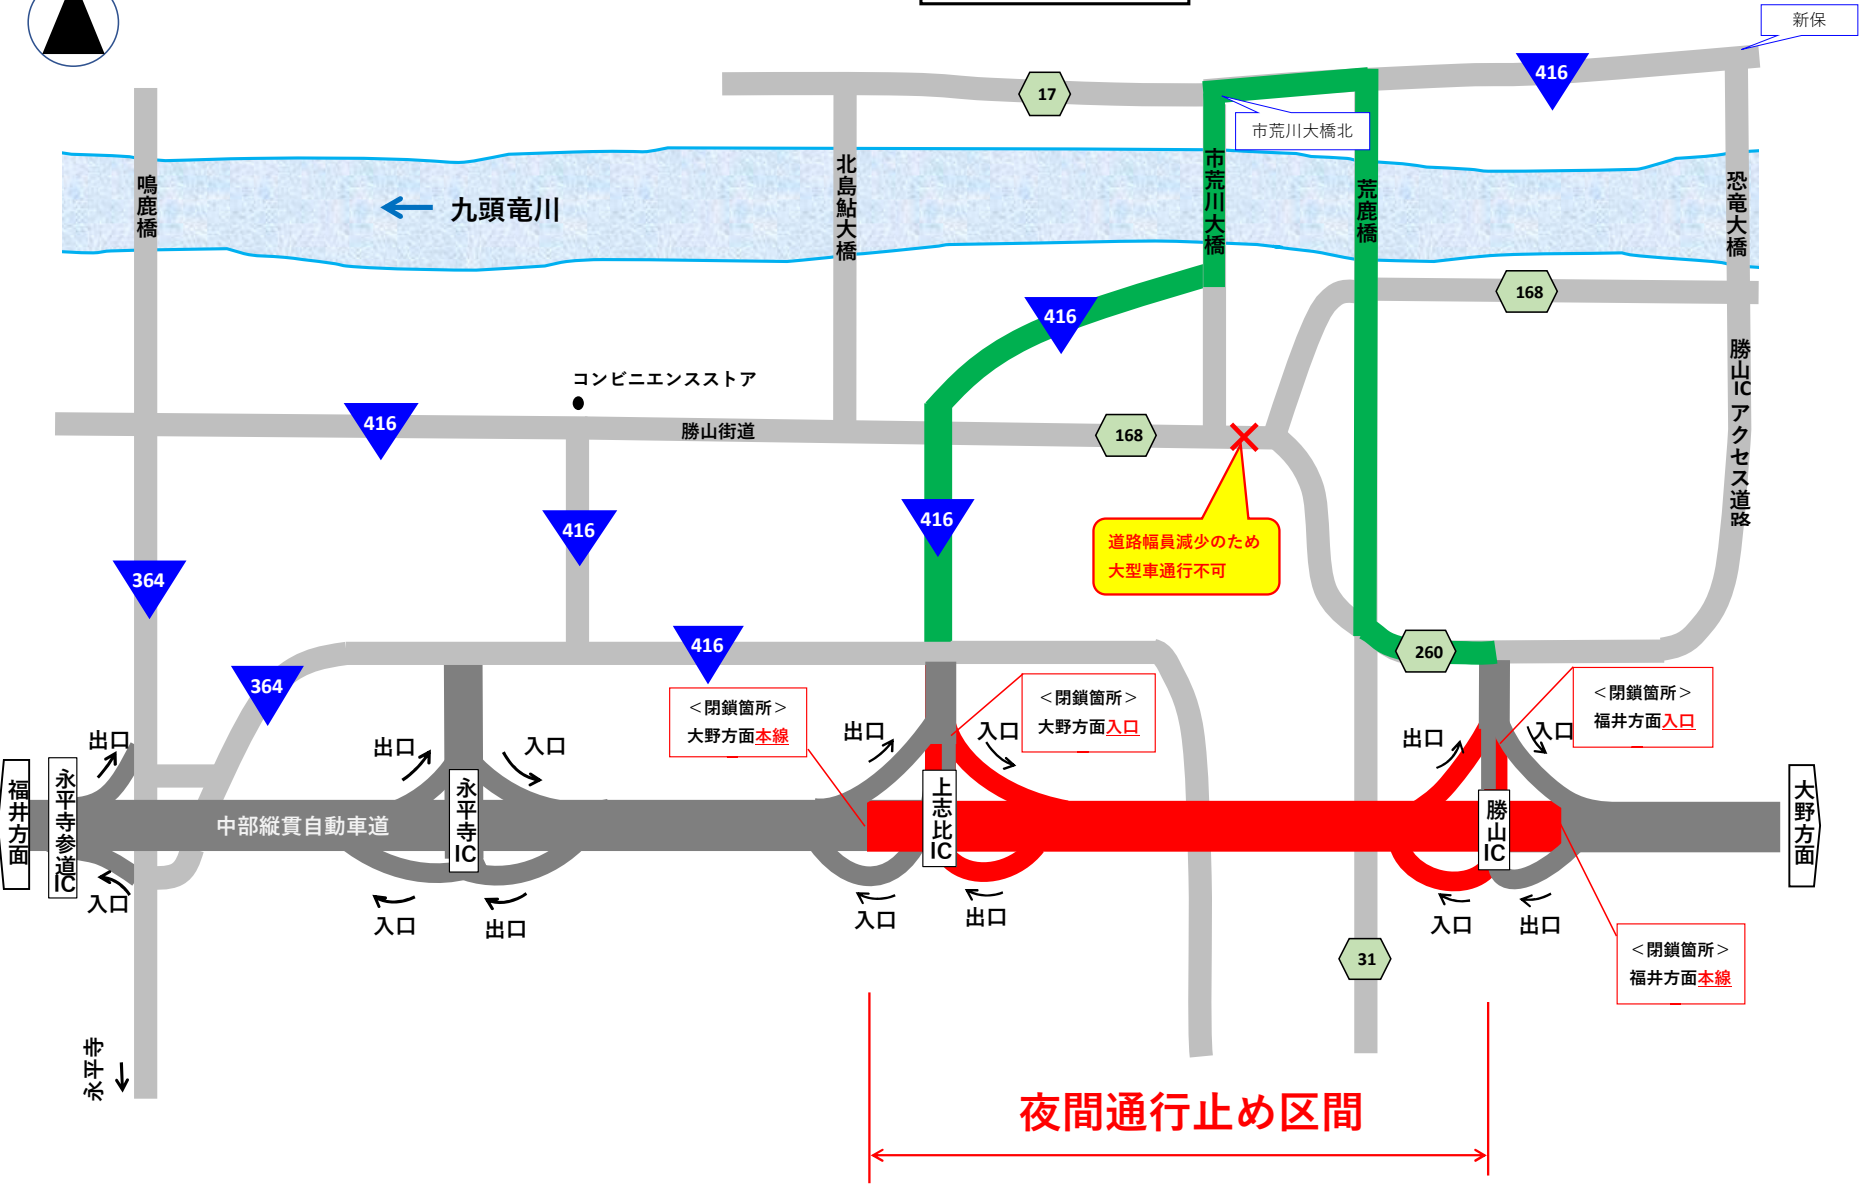 新保
416
17
市荒川大橋北
鳴鹿橋
北島鮎大橋
市荒川大橋
荒鹿橋
恐竜大橋
九頭竜川
168
416
勝山ICアクセス道路
コンビニエンスストア
416
勝山街道
168
416
416
道路幅員減少のため
大型車通行不可
364
416
260
364
＜閉鎖箇所＞
大野方面本線
＜閉鎖箇所＞
大野方面入口
＜閉鎖箇所＞
福井方面入口
出口
出口
入口
出口
入口
出口
入口
福井方面
永平寺参道IC
中部縦貫自動車道
永平寺IC
上志比IC
勝山IC
大野方面
入口
入口
出口
入口
出口
入口
出口
31
＜閉鎖箇所＞
福井方面本線
永平寺
夜間通行止め区間